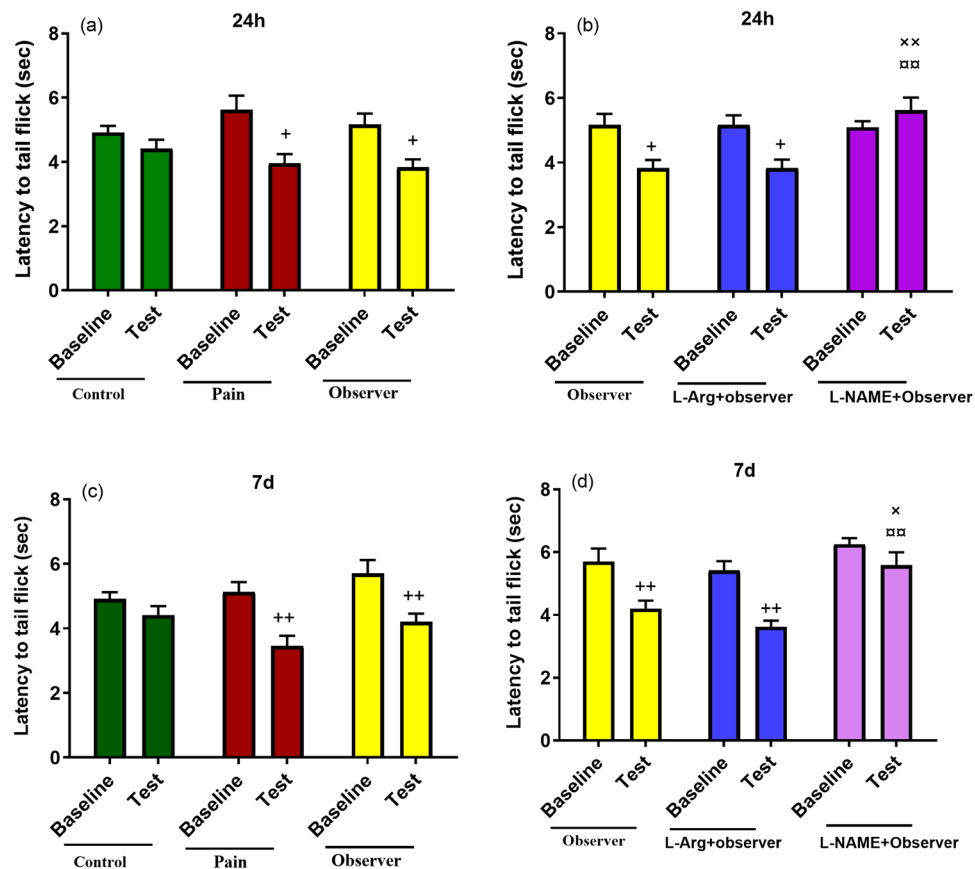 (a)
24h
Latency to tail flick (sec)
8
6
4
2
0
+
+
Baseline
Test
Baseline
Test
Baseline
Test
Control
Pain
Observer
(b)
24h
Latency to tail flick (sec)
8
6
4
2
0
+
+
××
¤¤
Baseline
Test
Baseline
Test
Baseline
Test
Observer
L-Arg+observer
L-NAME+Observer
(c)
7d
Latency to tail flick (sec)
8
6
4
2
0
++
++
Baseline
Test
Baseline
Test
Baseline
Test
Control
Pain
Observer
(d)
7d
Latency to tail flick (sec)
8
6
4
2
0
++
++
×
¤¤
Baseline
Test
Baseline
Test
Baseline
Test
Observer
L-Arg+observer
L-NAME+Observer